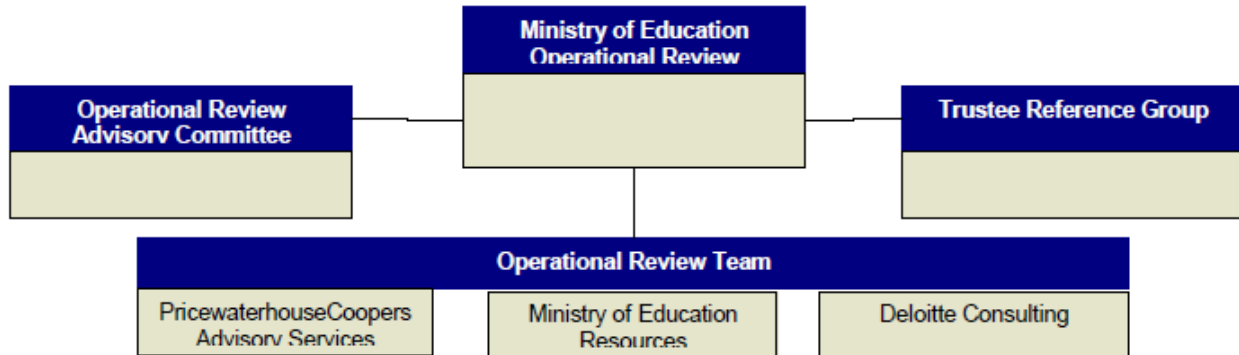 Ministry of Education
Operational Review
Operational Review
Advisory Committee
Trustee Reference Group
Operational Review Team
PricewaterhouseCoopers
Advisory Services
Ministry of Education
Resources
Deloitte Consulting